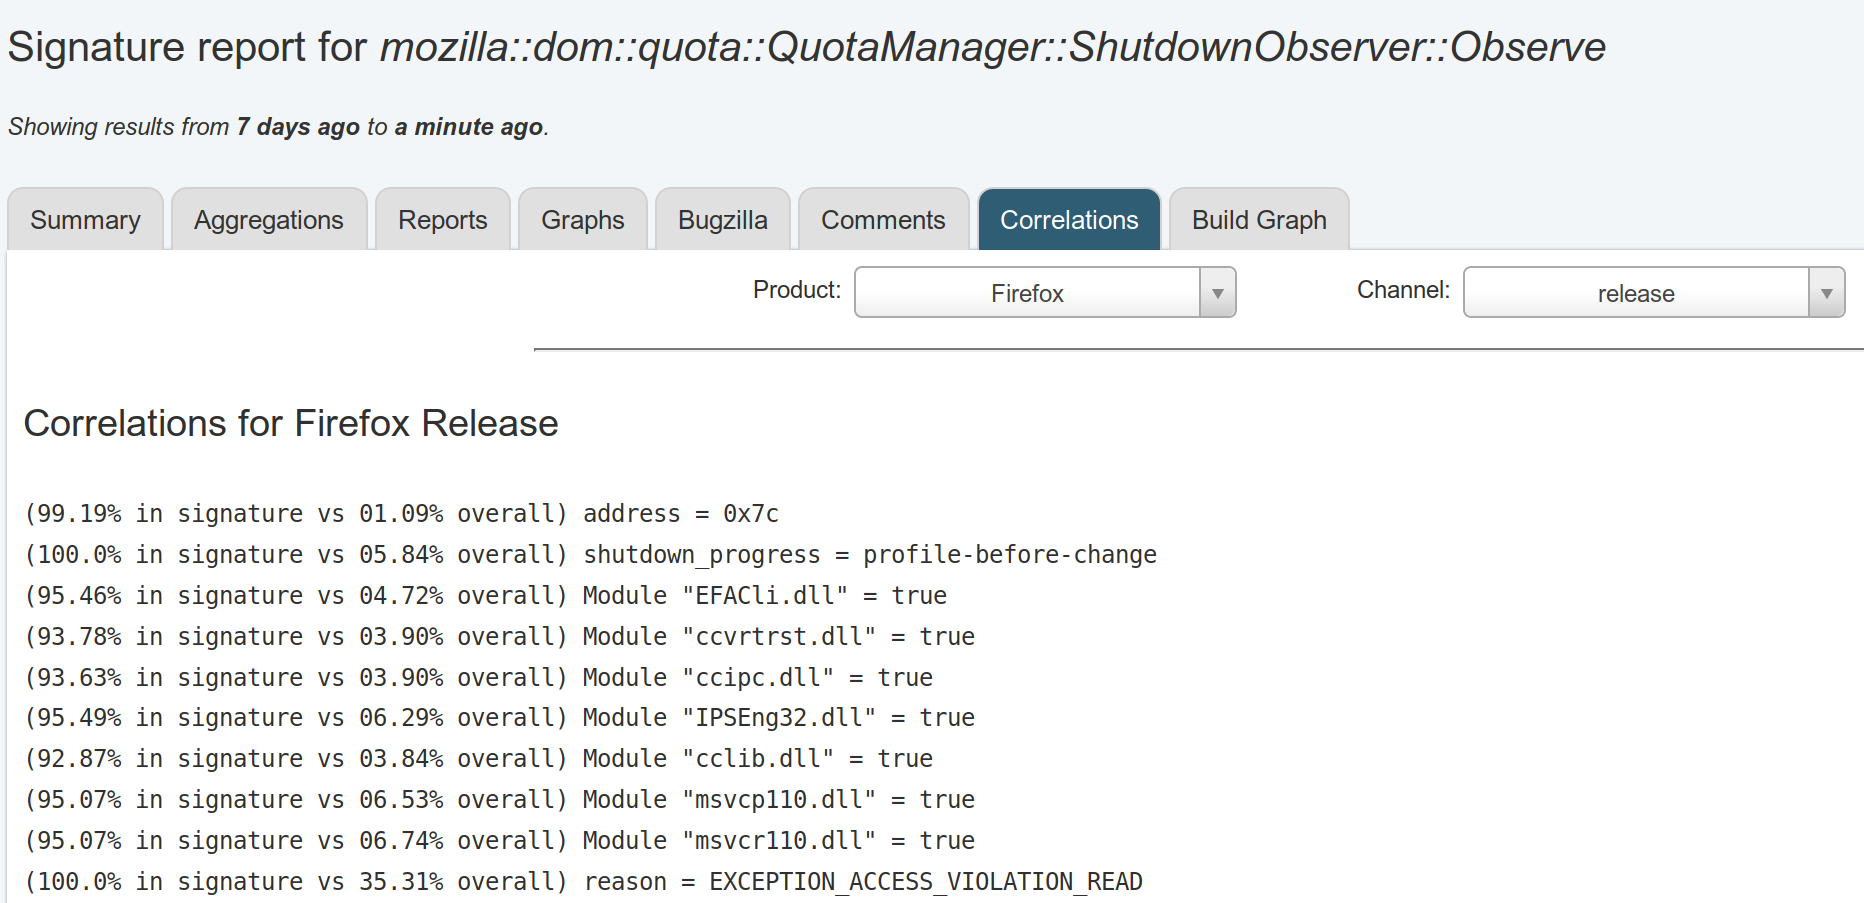 Signature report for mozilla::dom::quota::QuotaManager::ShutdownObserver::Observe
Showing results from 7 days ago to a minute ago.
Summary Aggregations Reports Graphs Bugzilla Comments Correlations Build Graph
Product: Firefox Channel: release
Correlations for Firefox Release
(99.19% in signature vs 01.09% overall) address = 0x7c
(100.0% in signature vs 05.84% overall) shutdown_progress = profile-before-change
(95.46% in signature vs 04.72% overall) Module "EFACli.dll" = true
(93.78% in signature vs 03.90% overall) Module "ccvrtrst.dll" = true
(93.63% in signature vs 03.90% overall) Module "ccipc.dll" = true
(95.49% in signature vs 06.29% overall) Module "IPSEng32.dll" = true
(92.87% in signature vs 03.84% overall) Module "cclib.dll" = true
(95.07% in signature vs 06.53% overall) Module "msvcp110.dll" = true
(95.07% in signature vs 06.74% overall) Module "msvcr110.dll" = true
(100.0% in signature vs 35.31% overall) reason = EXCEPTION_ACCESS_VIOLATION_READ